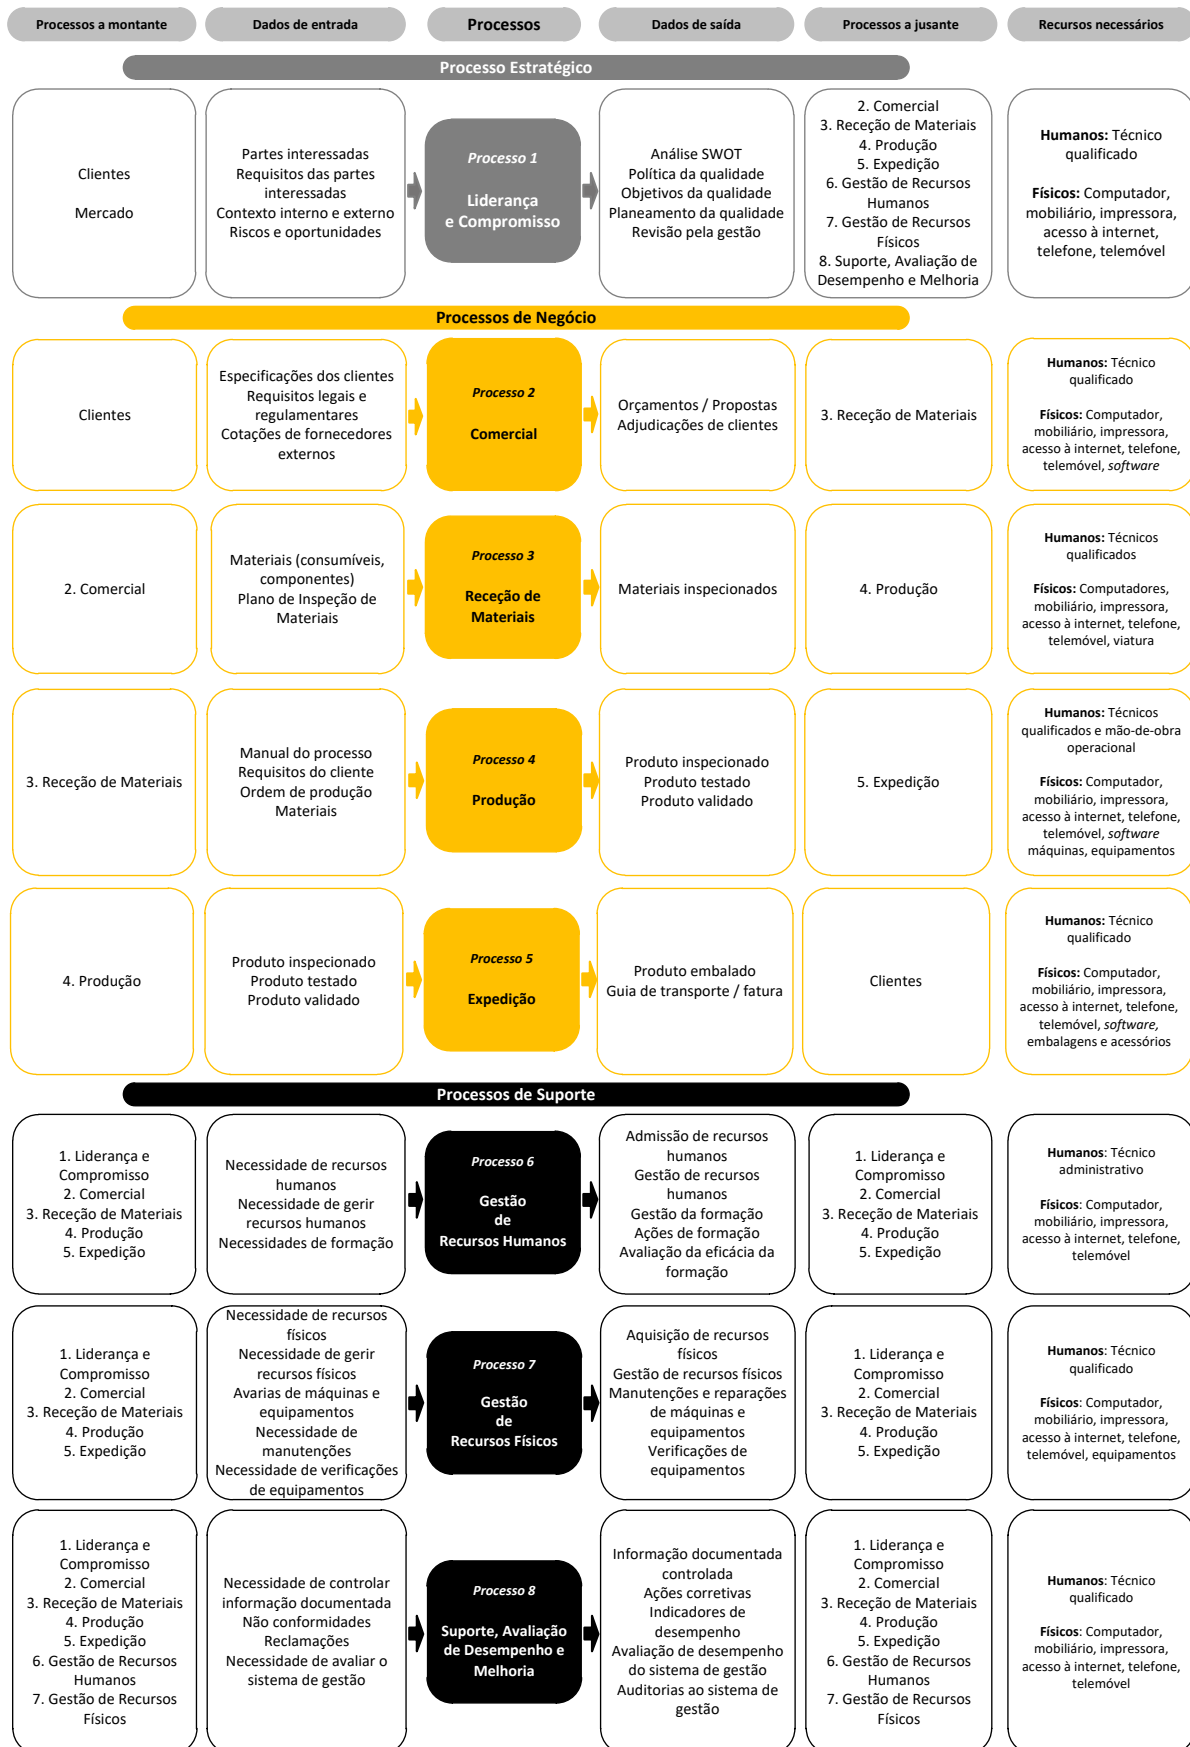 Processos a montante
Dados de entrada
Processos
Dados de saída
Processos a jusante
Recursos necessários
Processo Estratégico
Clientes
Mercado
Partes interessadas
Requisitos das partes
interessadas
Contexto interno e externo
Riscos e oportunidades
Processo 1
Liderança
e Compromisso
Análise SWOT
Política da qualidade
Objetivos da qualidade
Planeamento da qualidade
Revisão pela gestão
2. Comercial
3. Receção de Materiais
4. Produção
5. Expedição
6. Gestão de Recursos
Humanos
7. Gestão de Recursos
Físicos
8. Suporte, Avaliação de
Desempenho e Melhoria
Humanos: Técnico
qualificado
Físicos: Computador,
mobiliário, impressora,
acesso à internet,
telefone, telemóvel
Processos de Negócio
Clientes
Especificações dos clientes
Requisitos legais e
regulamentares
Cotações de fornecedores
externos
Processo 2
Comercial
Orçamentos / Propostas
Adjudicações de clientes
3. Receção de Materiais
Humanos: Técnico
qualificado
Físicos: Computador,
mobiliário, impressora,
acesso à internet, telefone,
telemóvel, software
2. Comercial
Materiais (consumíveis,
componentes)
Plano de Inspeção de
Materiais
Processo 3
Receção de
Materiais
Materiais inspecionados
4. Produção
Humanos: Técnicos
qualificados
Físicos: Computadores,
mobiliário, impressora,
acesso à internet, telefone,
telemóvel, viatura
3. Receção de Materiais
Manual do processo
Requisitos do cliente
Ordem de produção
Materiais
Processo 4
Produção
Produto inspecionado
Produto testado
Produto validado
5. Expedição
Humanos: Técnicos
qualificados e mão-de-obra
operacional
Físicos: Computador,
mobiliário, impressora,
acesso à internet, telefone,
telemóvel, software
máquinas, equipamentos
4. Produção
Produto inspecionado
Produto testado
Produto validado
Processo 5
Expedição
Produto embalado
Guia de transporte / fatura
Clientes
Humanos: Técnico
qualificado
Físicos: Computador,
mobiliário, impressora,
acesso à internet, telefone,
telemóvel, software,
embalagens e acessórios
Processos de Suporte
1. Liderança e
Compromisso
2. Comercial
3. Receção de Materiais
4. Produção
5. Expedição
Necessidade de recursos
humanos
Necessidade de gerir
recursos humanos
Necessidades de formação
Processo 6
Gestão
de
Recursos Humanos
Admissão de recursos
humanos
Gestão de recursos
humanos
Gestão da formação
Ações de formação
Avaliação da eficácia da
formação
1. Liderança e
Compromisso
2. Comercial
3. Receção de Materiais
4. Produção
5. Expedição
Humanos: Técnico
administrativo
Físicos: Computador,
mobiliário, impressora,
acesso à internet, telefone,
telemóvel
1. Liderança e
Compromisso
2. Comercial
3. Receção de Materiais
4. Produção
5. Expedição
Necessidade de recursos
físicos
Necessidade de gerir
recursos físicos
Avarias de máquinas e
equipamentos
Necessidade de
manutenções
Necessidade de verificações
de equipamentos
Processo 7
Gestão
de
Recursos Físicos
Aquisição de recursos
físicos
Gestão de recursos físicos
Manutenções e reparações
de máquinas e
equipamentos
Verificações de
equipamentos
1. Liderança e
Compromisso
2. Comercial
3. Receção de Materiais
4. Produção
5. Expedição
Humanos: Técnico
qualificado
Físicos: Computador,
mobiliário, impressora,
acesso à internet, telefone,
telemóvel, equipamentos
1. Liderança e
Compromisso
2. Comercial
3. Receção de Materiais
4. Produção
5. Expedição
6. Gestão de Recursos
Humanos
7. Gestão de Recursos
Físicos
Necessidade de controlar
informação documentada
Não conformidades
Reclamações
Necessidade de avaliar o
sistema de gestão
Processo 8
Suporte, Avaliação
de Desempenho e
Melhoria
Informação documentada
controlada
Ações corretivas
Indicadores de
desempenho
Avaliação de desempenho
do sistema de gestão
Auditorias ao sistema de
gestão
1. Liderança e
Compromisso
2. Comercial
3. Receção de Materiais
4. Produção
5. Expedição
6. Gestão de Recursos
Humanos
7. Gestão de Recursos
Físicos
Humanos: Técnico
qualificado
Físicos: Computador,
mobiliário, impressora,
acesso à internet, telefone,
telemóvel